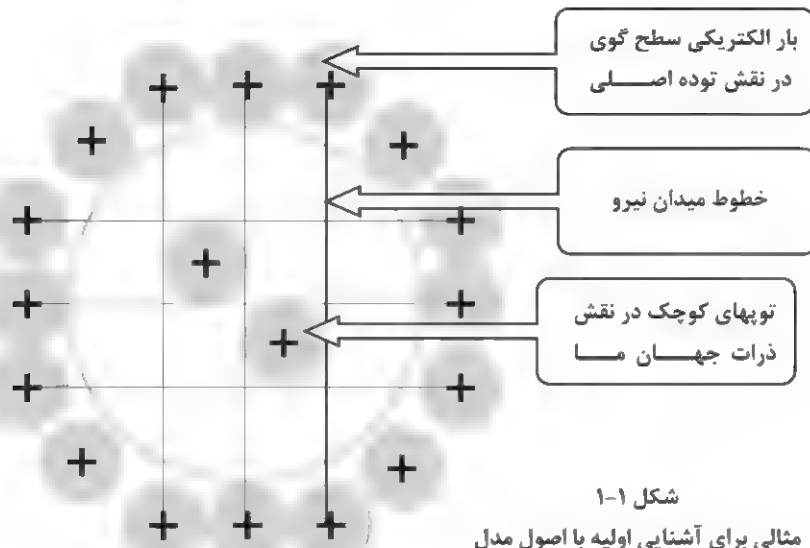 بار الکتریکی سطح گوی
در نقش توده اصلی
خطوط میدان نیرو
توپهای کوچک در نقش
ذرات جهان ما
شکل ۱-۱
مثالی برای آشنایی اولیه با اصول مدل